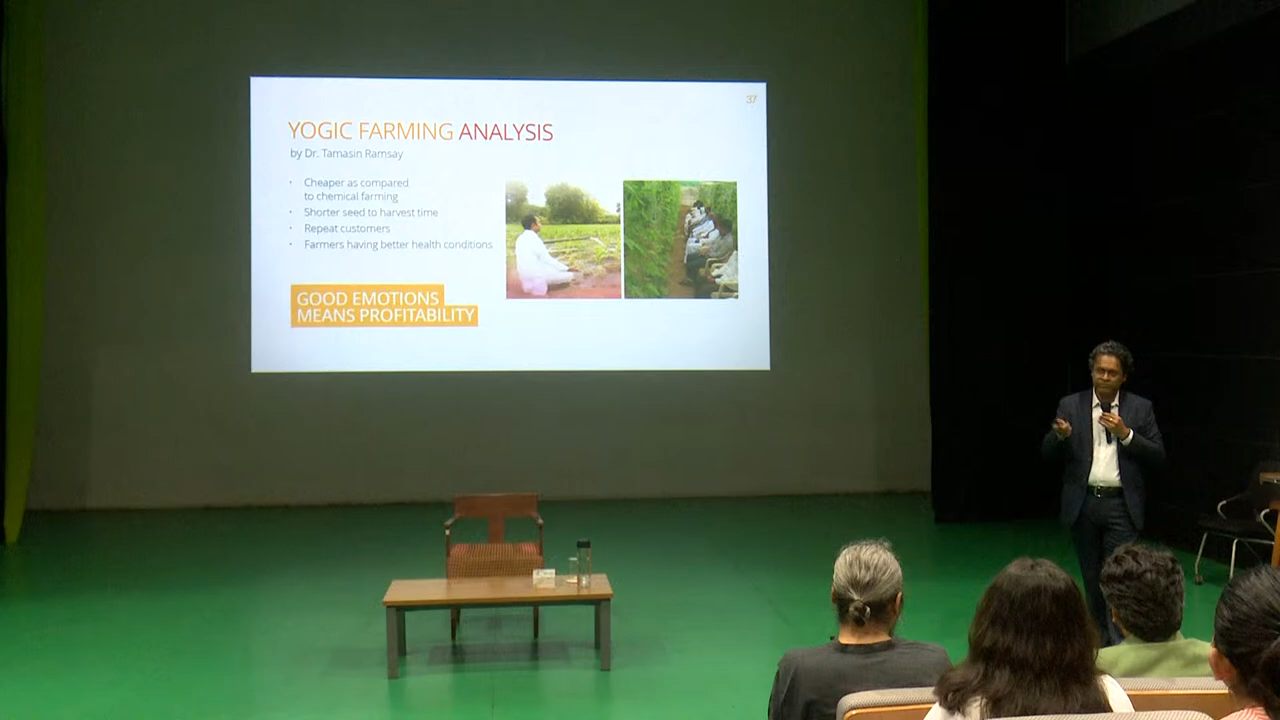 37
YOGIC FARMING ANALYSIS
by Dr. Tamasin Ramsay
· Cheaper as compared
to chemical farming
· Shorter seed to harvest time
· Repeat customers
· Farmers having better health conditions
GOOD EMOTIONS
MEANS PROFITABILITY